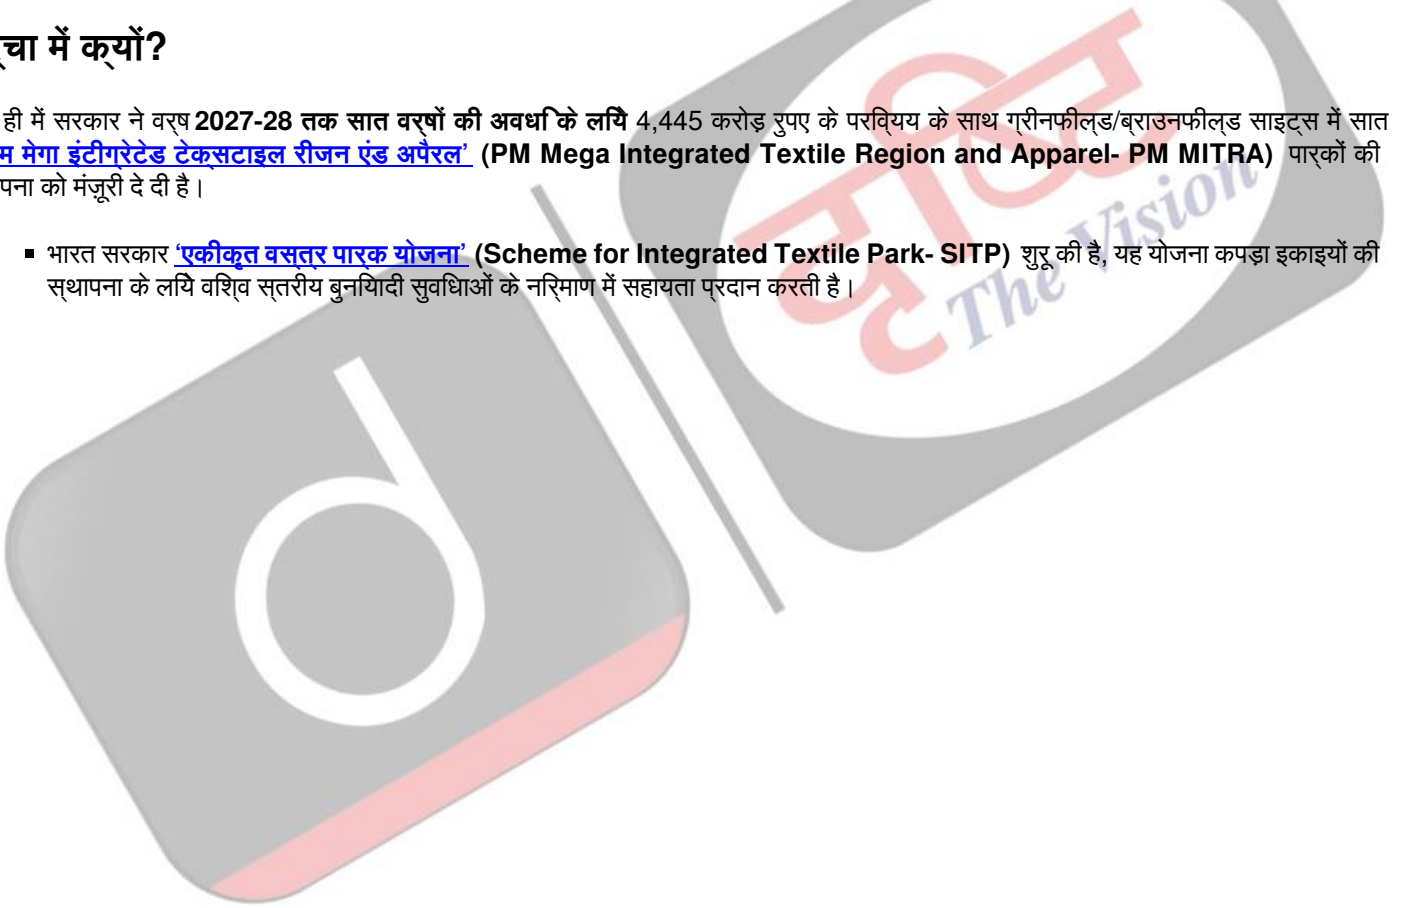 चा में क्यों?
ही में सरकार ने वर्ष 2027-28 तक सात वर्षों की अवधि के लिये 4,445 करोड़ रुपए के परिव्यय के साथ ग्रीनफील्ड/ब्राउनफील्ड साइट्स में सात
म मेगा इंटीग्रेटेड टेक्सटाइल रीजन एंड अपैरल’ (PM Mega Integrated Textile Region and Apparel- PM MITRA) पार्कों की
पना को मंज़ूरी दे दी है।
▪ भारत सरकार ‘एकीकृत वस्त्र पार्क योजना’ (Scheme for Integrated Textile Park- SITP) शुरू की है, यह योजना कपड़ा इकाइयों की
स्थापना के लिये विश्व स्तरीय बुनियादी सुविधाओं के निर्माण में सहायता प्रदान करती है।
दृष्टि
The Vision